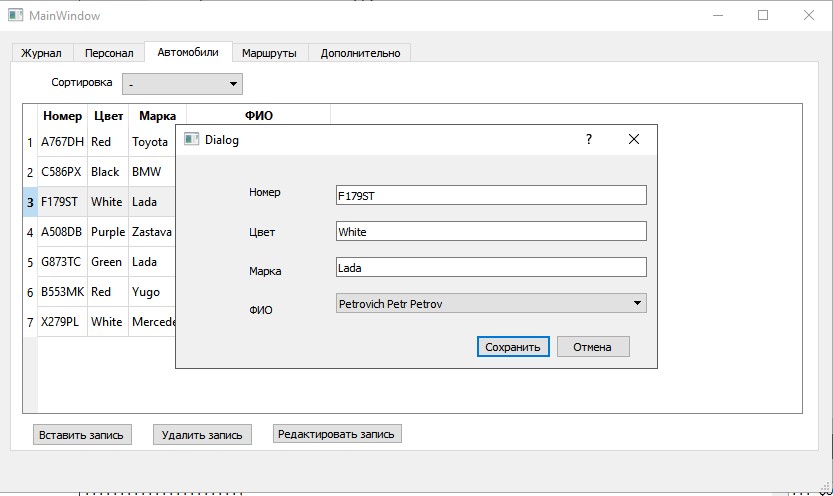 MainWindow
Журнал Персонал Автомобили Маршруты Дополнительно
Сортировка -
Номер Цвет Марка ФИО
1 A767DH Red Toyota
2 C586PX Black BMW
3 F179ST White Lada
4 A508DB Purple Zastava
5 G873TC Green Lada
6 B553MK Red Yugo
7 X279PL White Mercede
Dialog ?
Номер F179ST
Цвет White
Марка Lada
ФИО Petrovich Petr Petrov
Сохранить Отмена
Вставить запись Удалить запись Редактировать запись